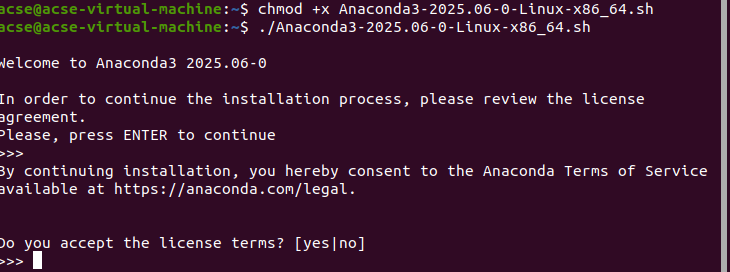 acse@acse-virtual-machine:~$ chmod +x Anaconda3-2025.06-0-Linux-x86_64.sh
acse@acse-virtual-machine:~$ ./Anaconda3-2025.06-0-Linux-x86_64.sh
Welcome to Anaconda3 2025.06-0
In order to continue the installation process, please review the license
agreement.
Please, press ENTER to continue
>>>
By continuing installation, you hereby consent to the Anaconda Terms of Service
available at https://anaconda.com/legal.
Do you accept the license terms? [yes|no]
>>>